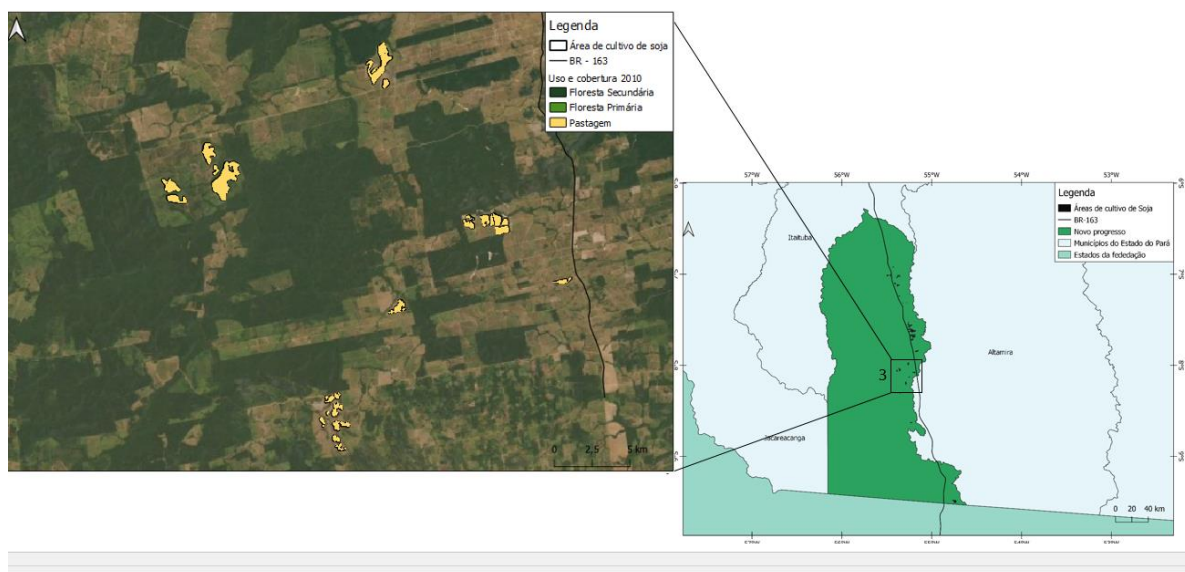 Legenda
Área de cultivo de soja
BR - 163
Uso e cobertura 2010
Floresta Secundária
Floresta Primária
Pastagem
0 2,5 5 km
57°W 56°W 55°W 54°W 53°W
Legenda
Áreas de cultivo de Soja
BR-163
Novo progresso
Municípios do Estado do Pará
Estados da fededação
Itaituba
Altamira
3
Jacareacanga
0 20 40 km